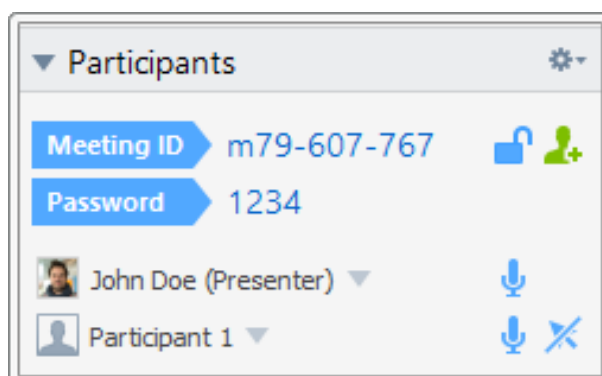 Participants
Meeting ID m79-607-767
Password 1234
John Doe (Presenter)
Participant 1